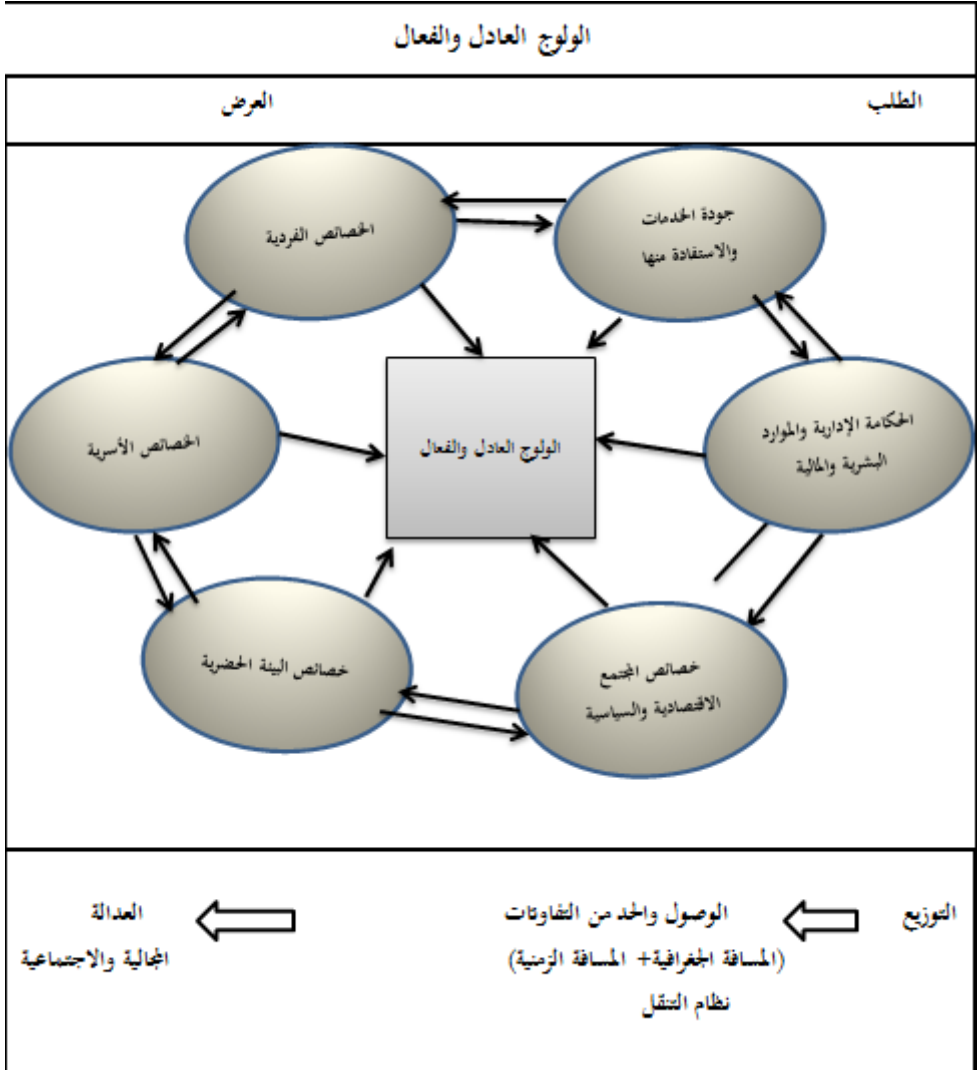 الولوج العادل والفعال
الطلب
العرض
جودة الخدمات
والاستفادة منها
الخصائص الفردية
الحكامة الإدارية والموارد
البشرية والمالية
الولوج العادل والفعال
الخصائص الأسرية
خصائص المجتمع
الاقتصادية والسياسية
خصائص البيئة الحضرية
التوزيع
الوصول والحد من التفاوتات
(المسافة الجغرافية+ المسافة الزمنية)
نظام التنقل
العدالة
المجالية والاجتماعية